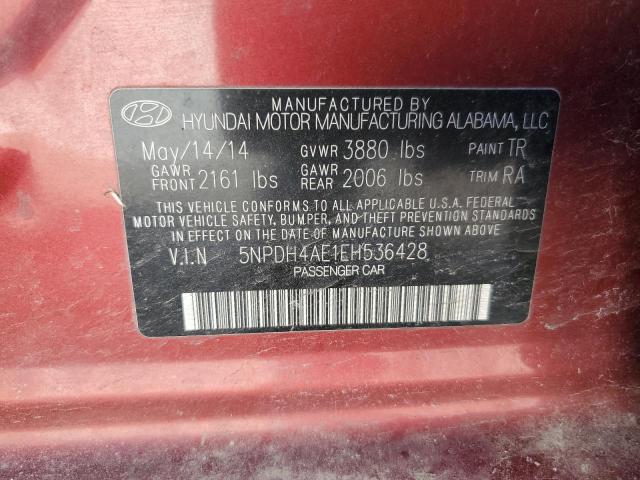 MANUFACTURED BY
HYUNDAI MOTOR MANUFACTURING ALABAMA, LLC
May/14/14 GVWR 3880 lbs PAINT TR
GAWR FRONT 2161 lbs GAWR REAR 2006 lbs TRIM RA
THIS VEHICLE CONFORMS TO ALL APPLICABLE U.S.A. FEDERAL
MOTOR VEHICLE SAFETY, BUMPER, AND THEFT PREVENTION STANDARDS
IN EFFECT ON THE DATE OF MANUFACTURE SHOWN ABOVE
V.I.N 5NPDH4AE1EH536428
PASSENGER CAR